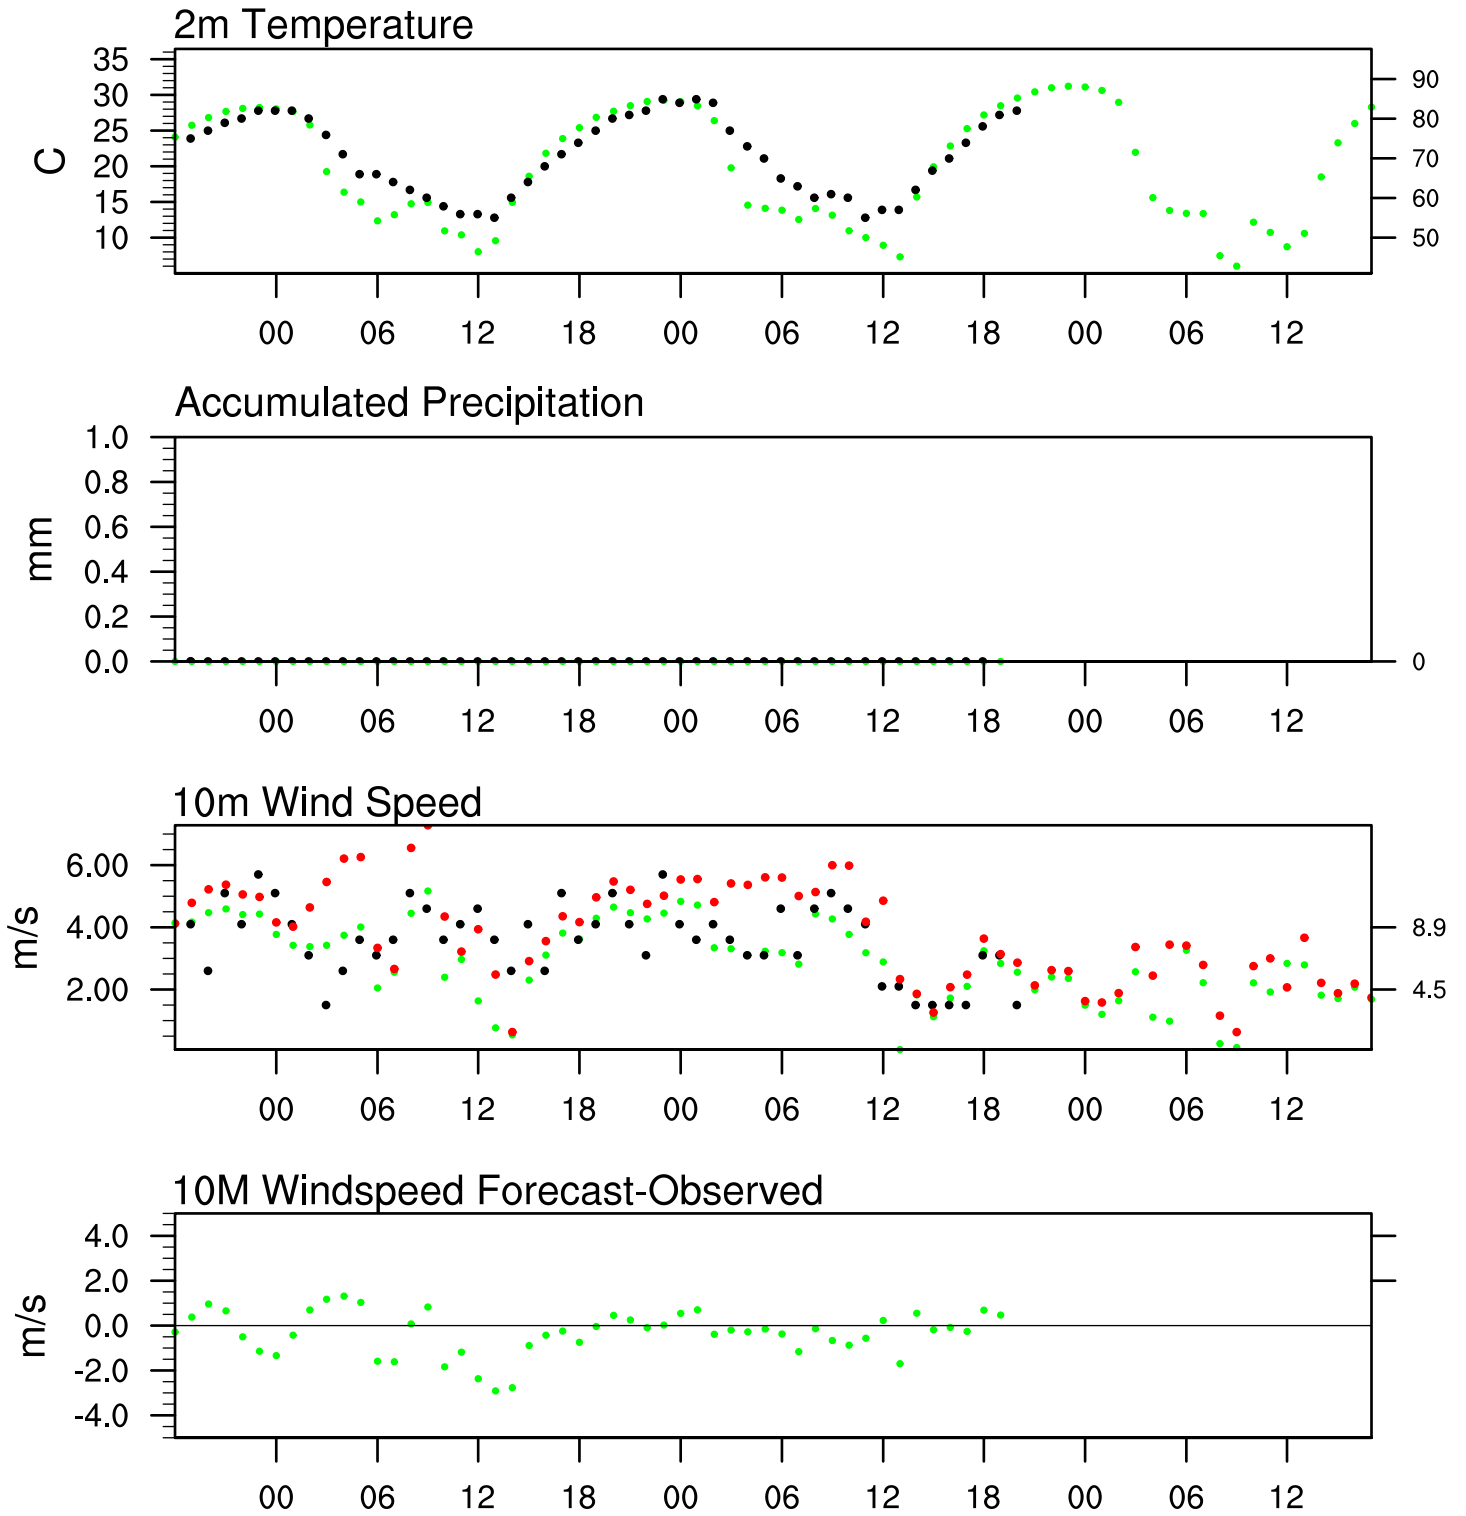 2m Temperature
35
30
25
20
15
10
C
90
80
70
60
50
00 06 12 18 00 06 12 18 00 06 12
Accumulated Precipitation
1.0
0.8
0.6
0.4
0.2
0.0
mm
0
00 06 12 18 00 06 12 18 00 06 12
10m Wind Speed
6.00
4.00
2.00
m/s
8.9
4.5
00 06 12 18 00 06 12 18 00 06 12
10M Windspeed Forecast-Observed
4.0
2.0
0.0
-2.0
-4.0
m/s
00 06 12 18 00 06 12 18 00 06 12